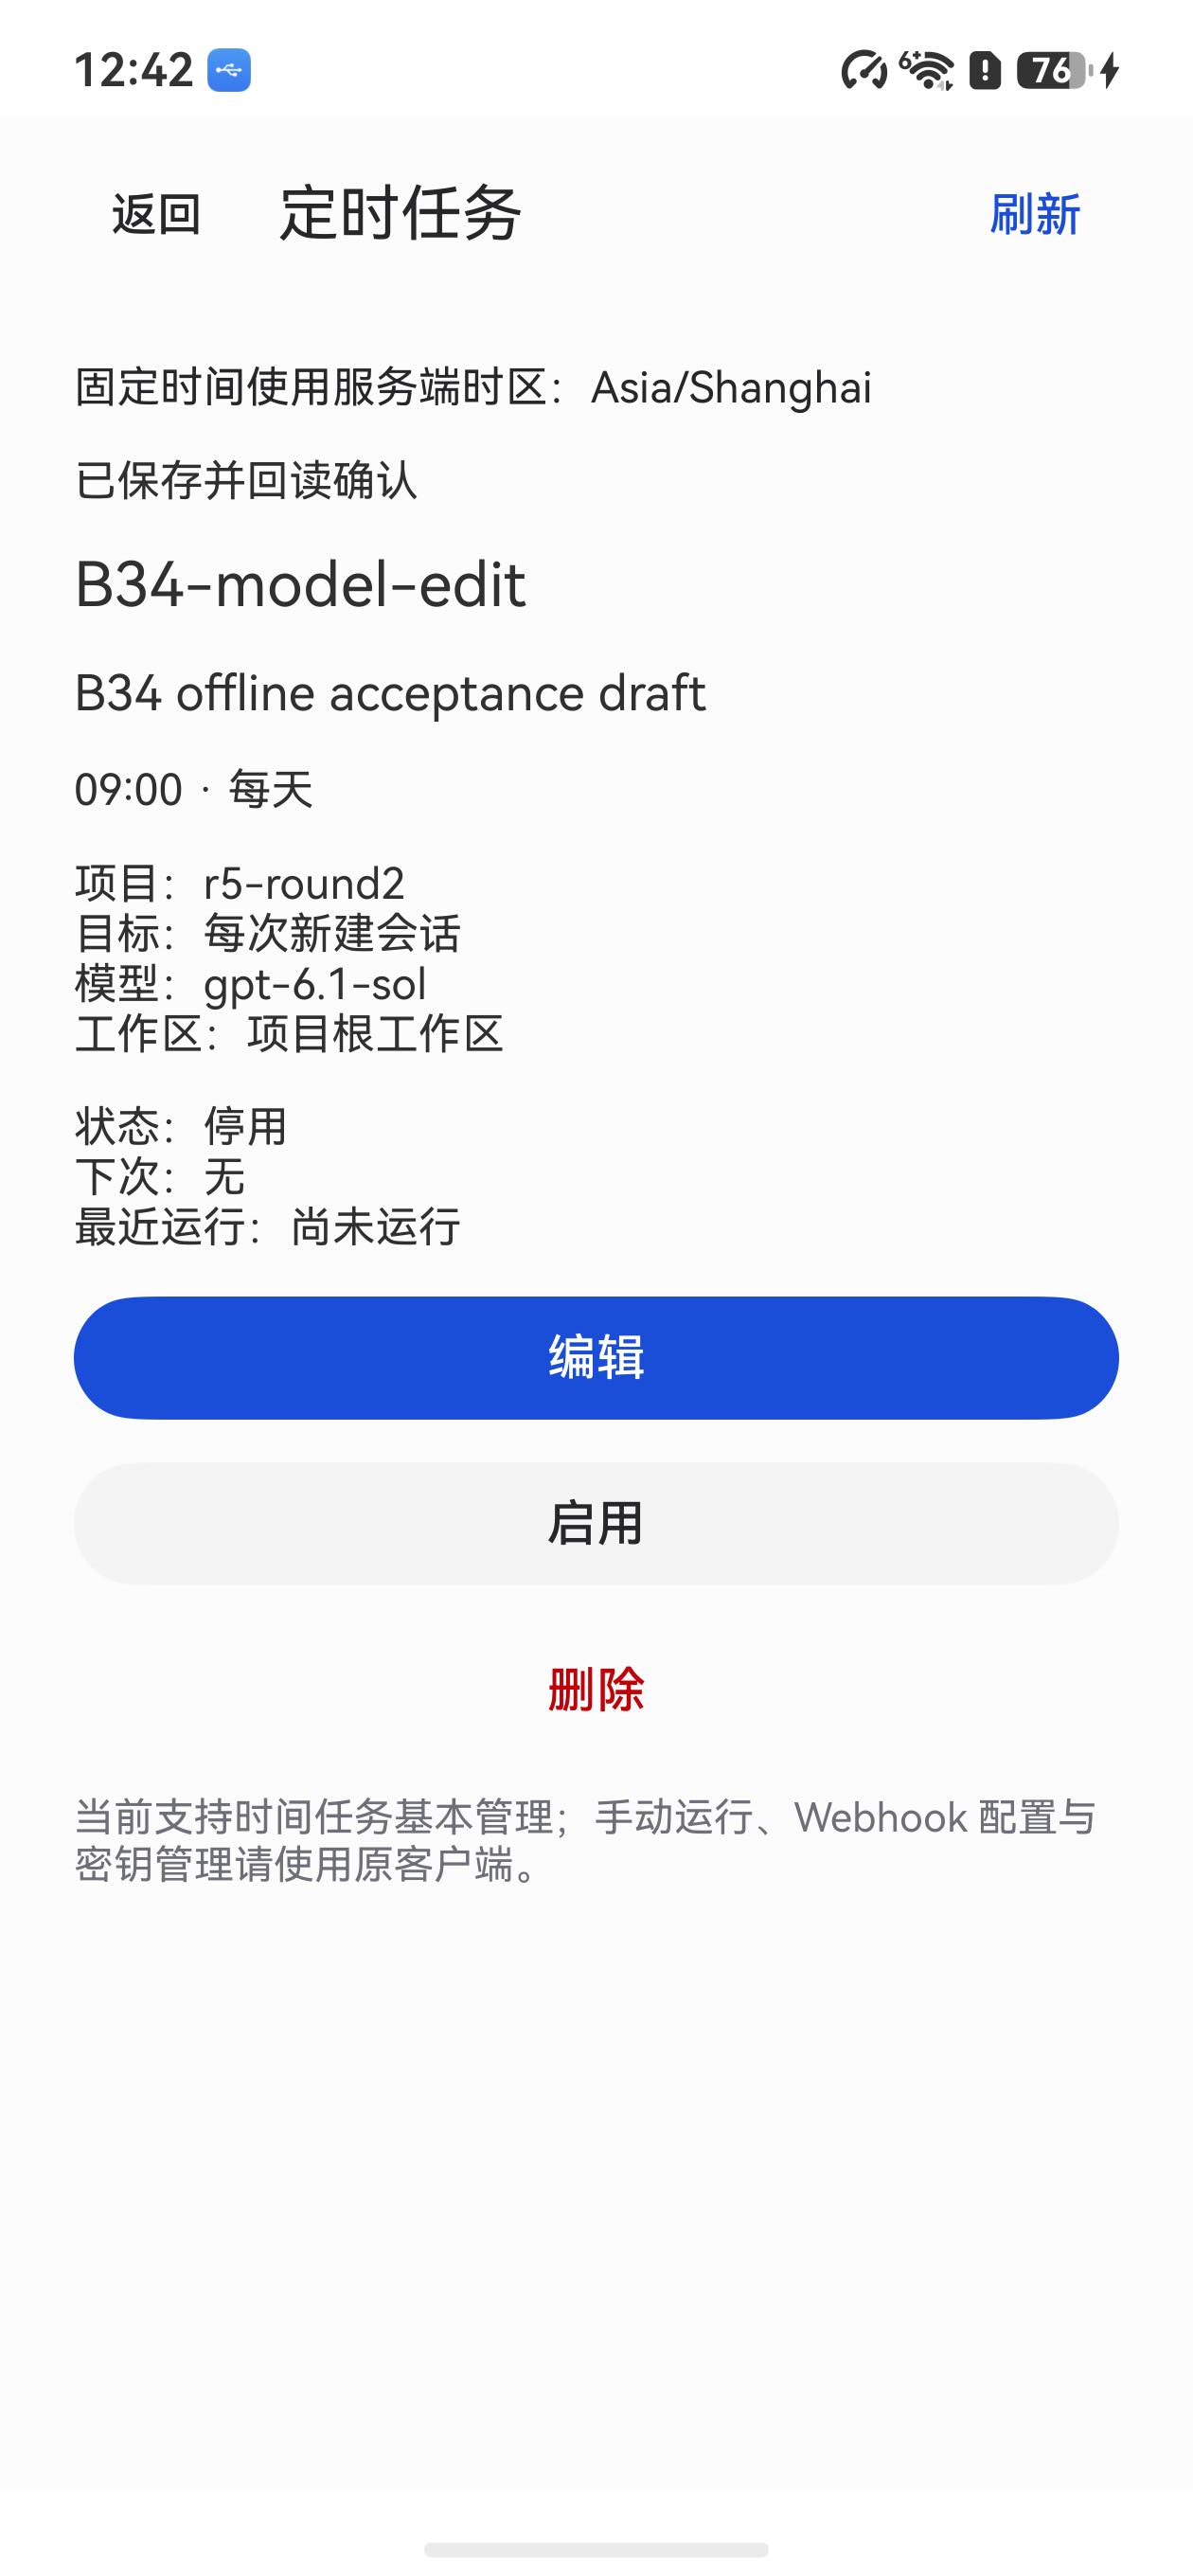 12:42
6+
76
返回 定时任务 刷新
固定时间使用服务端时区：Asia/Shanghai
已保存并回读确认
B34-model-edit
B34 offline acceptance draft
09:00 · 每天
项目：r5-round2
目标：每次新建会话
模型：gpt-6.1-sol
工作区：项目根工作区
状态：停用
下次：无
最近运行：尚未运行
编辑
启用
删除
当前支持时间任务基本管理；手动运行、Webhook 配置与
密钥管理请使用原客户端。